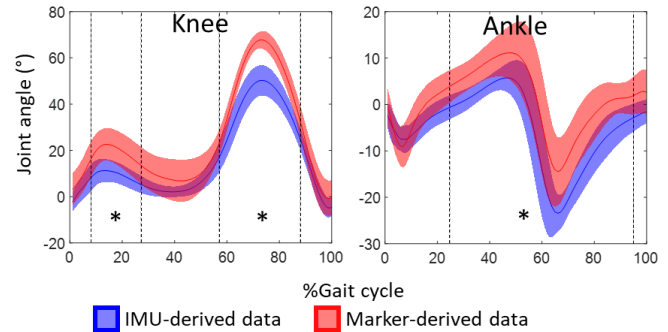 Knee
Ankle
Joint angle (°)
80
60
40
20
0
-20
*
*
0 20 40 60 80 100
20
10
0
-10
-20
-30
*
0 20 40 60 80 100
%Gait cycle
IMU-derived data
Marker-derived data